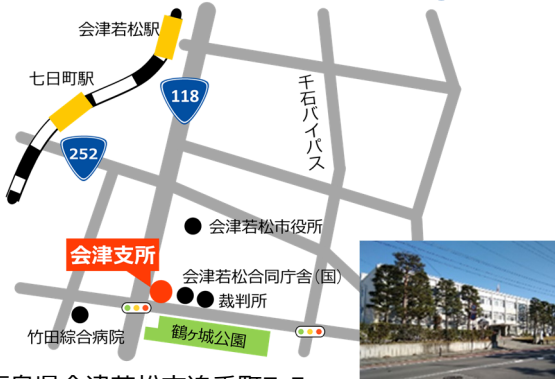 会津若松駅
七日町駅
118
千石バイパス
252
会津若松市役所
会津支所
会津若松合同庁舎(国)
裁判所
竹田綜合病院
鶴ヶ城公園